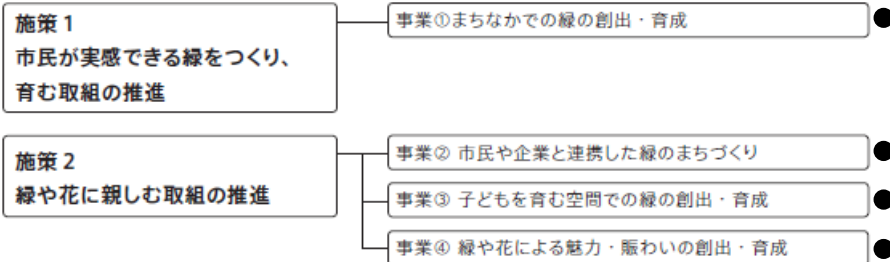 施策 1
市民が実感できる緑をつくり、
育む取組の推進
事業①まちなかでの緑の創出・育成
施策 2
緑や花に親しむ取組の推進
事業② 市民や企業と連携した緑のまちづくり
事業③ 子どもを育む空間での緑の創出・育成
事業④ 緑や花による魅力・賑わいの創出・育成